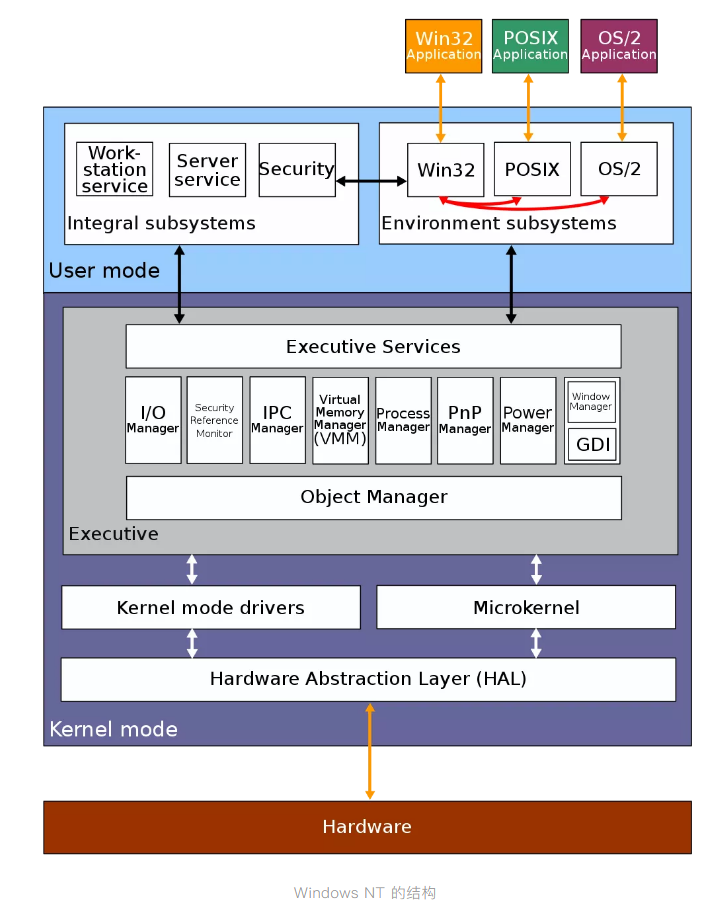 Win32
Application
POSIX
Application
OS/2
Application
Work-
station
service
Server
service
Security
Integral subsystems
Win32
POSIX
OS/2
Environment subsystems
User mode
Executive Services
I/O
Manager
Security
Reference
Monitor
IPC
Manager
Virtual
Memory
Manager
(VMM)
Process
Manager
PnP
Manager
Power
Manager
Window
Manager
GDI
Object Manager
Executive
Kernel mode drivers
Microkernel
Hardware Abstraction Layer (HAL)
Kernel mode
Hardware
Windows NT 的结构